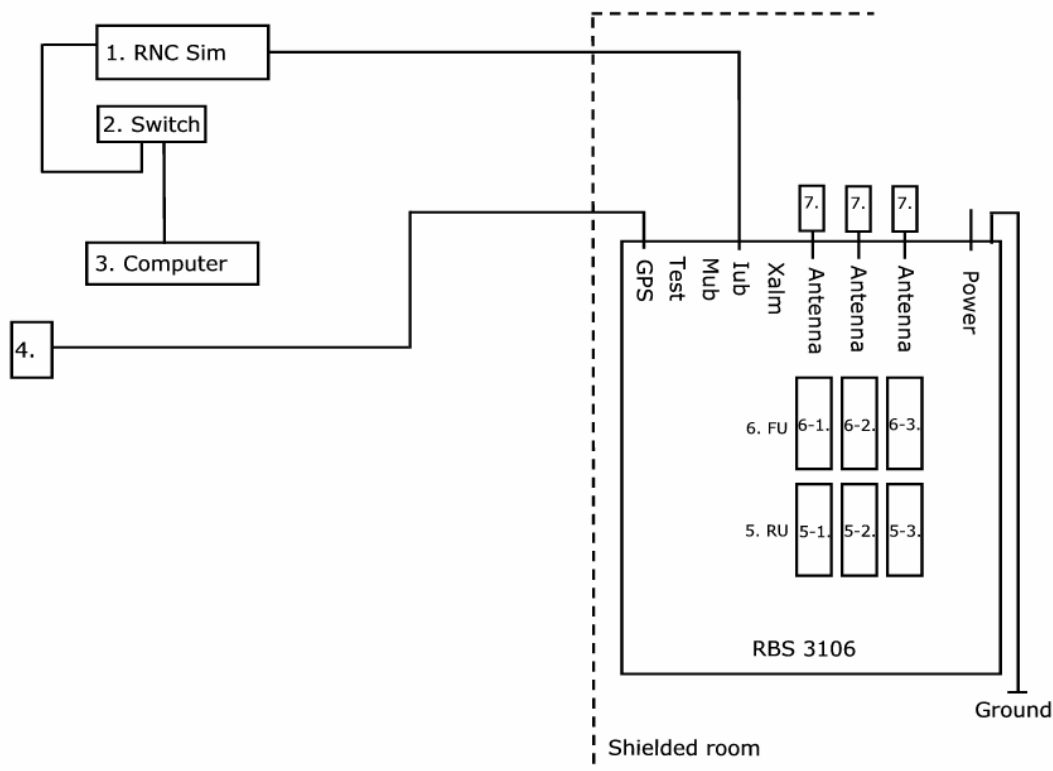 1. RNC Sim
2. Switch
3. Computer
4.
7. 7. 7.
GPS
Test
Mub
Iub
Xalm
Antenna
Antenna
Antenna
Power
6. FU 6-1. 6-2. 6-3.
5. RU 5-1. 5-2. 5-3.
RBS 3106
Ground
Shielded room